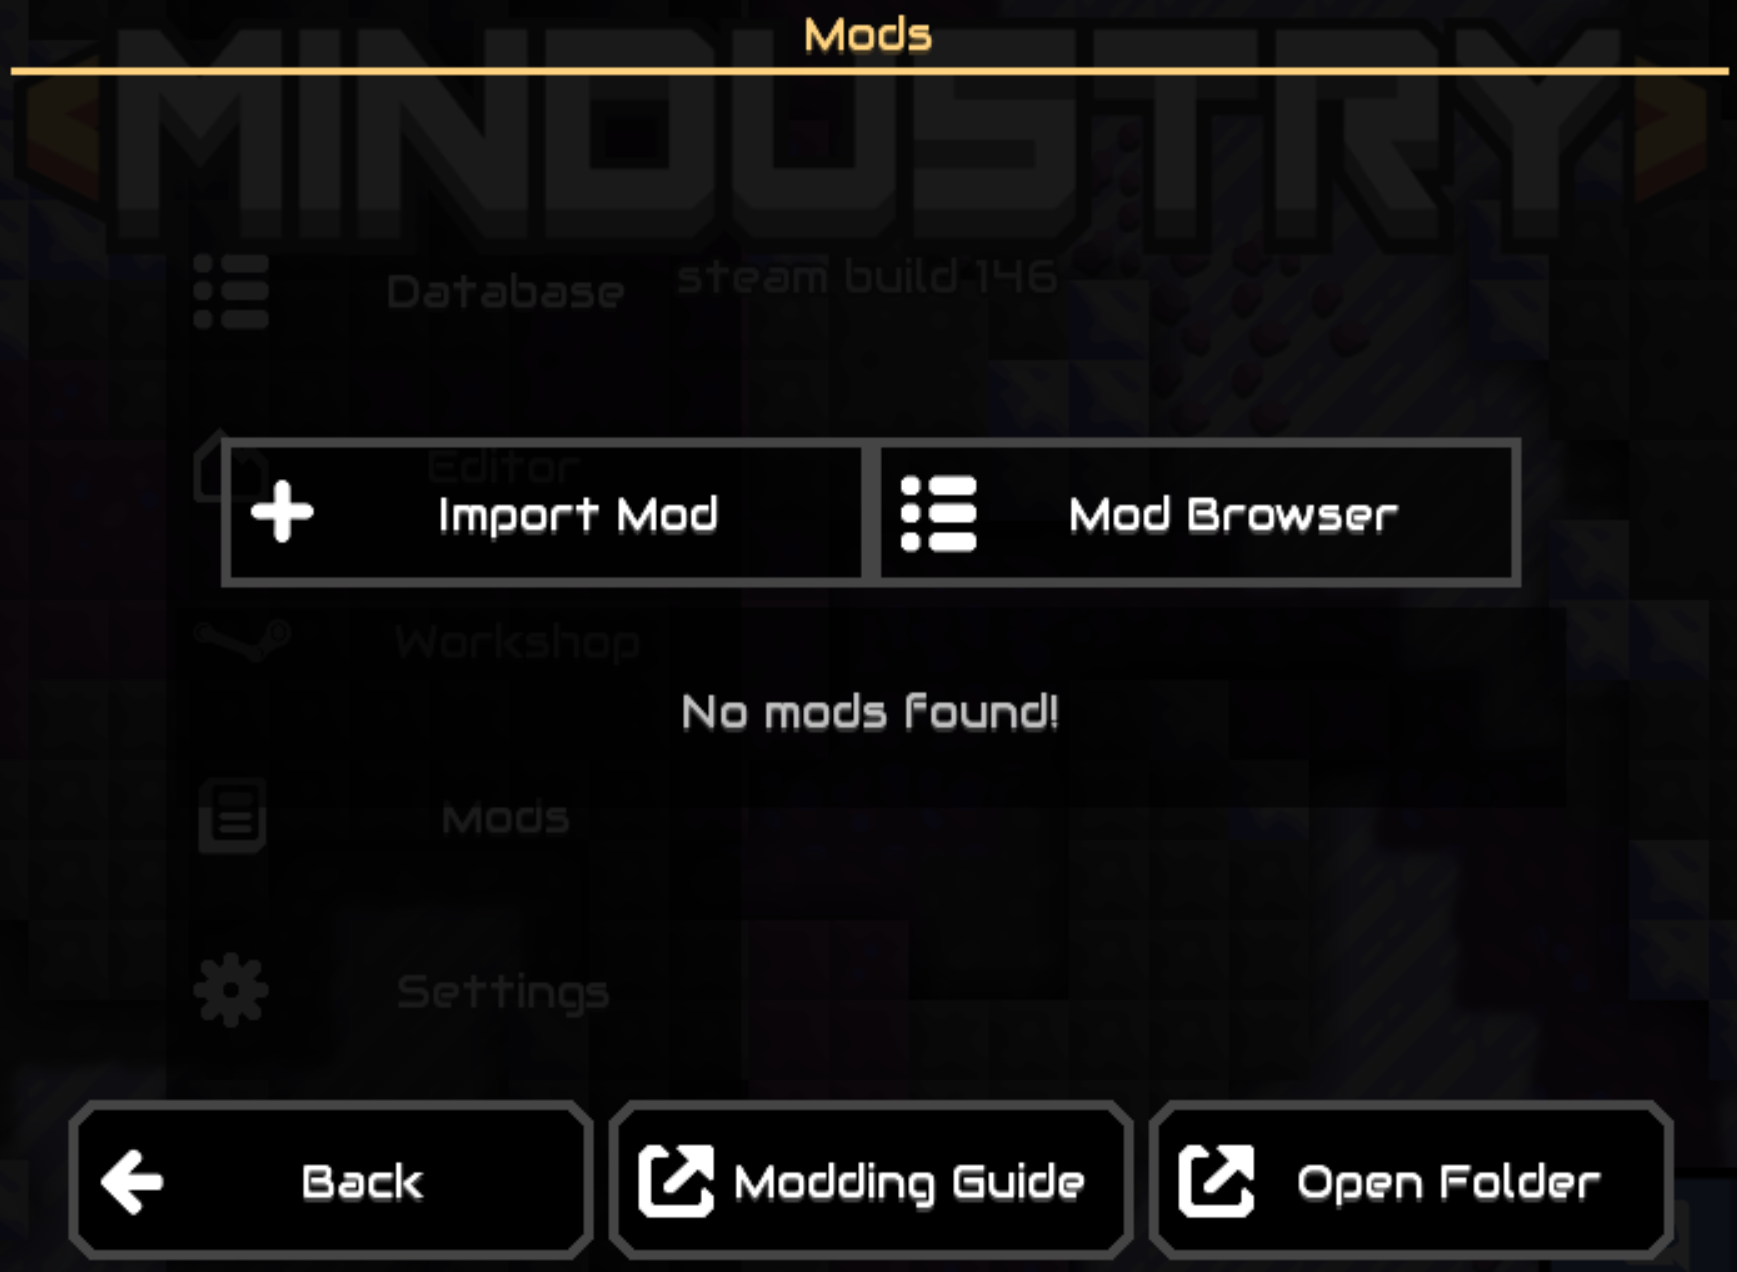 Mods
MINDUSTRY
steam build 146
Database
Editor
Import Mod
Mod Browser
Workshop
No mods found!
Mods
Settings
Back
Modding Guide
Open Folder